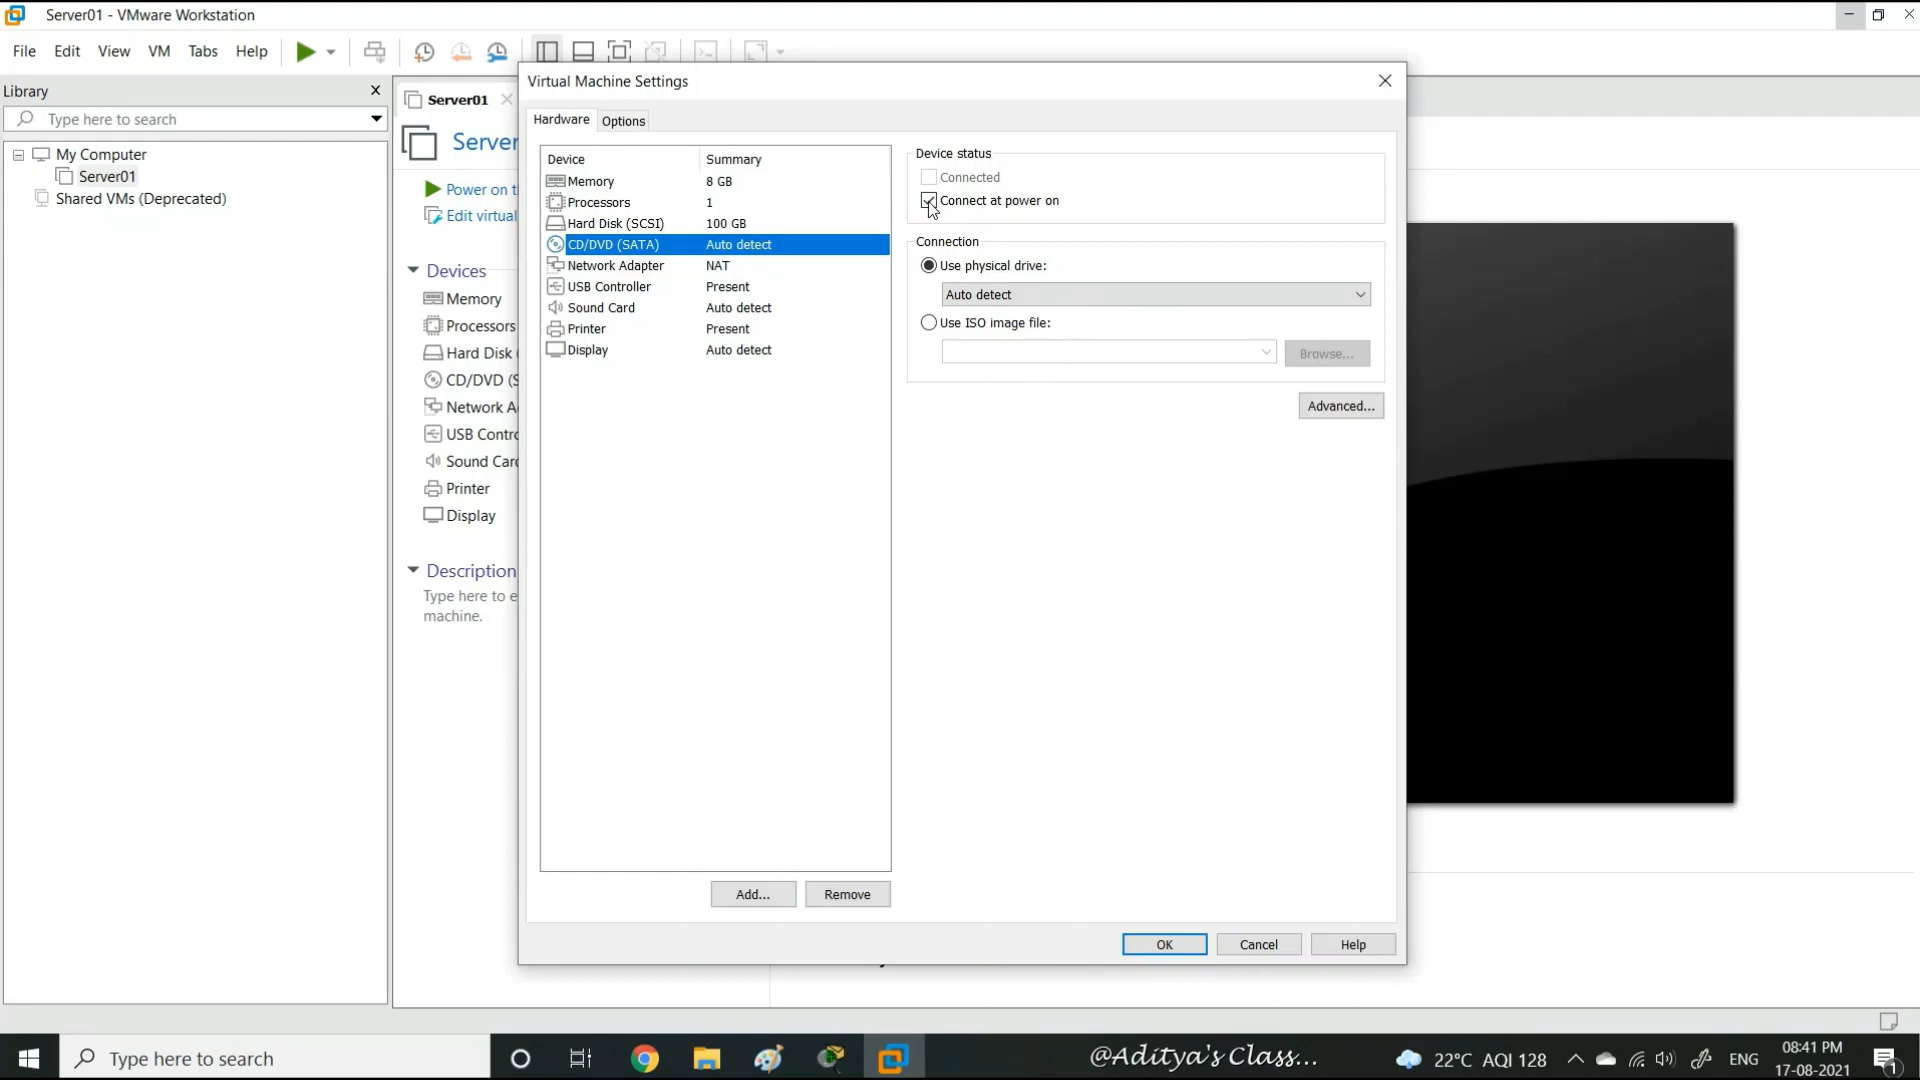 Server01 - VMware Workstation
File Edit View VM Tabs Help
Library
Type here to search
My Computer
Server01
Shared VMs (Deprecated)
Server01
Server
Power on t
Edit virtual
Devices
Memory
Processors
Hard Disk
CD/DVD (S
Network A
USB Contro
Sound Card
Printer
Display
Description
Type here to e
machine.
Virtual Machine Settings
Hardware Options
Device Summary
Memory 8 GB
Processors 1
Hard Disk (SCSI) 100 GB
CD/DVD (SATA) Auto detect
Network Adapter NAT
USB Controller Present
Sound Card Auto detect
Printer Present
Display Auto detect
Add... Remove
Device status
Connected
Connect at power on
Connection
Use physical drive:
Auto detect
Use ISO image file:
Browse...
Advanced...
OK Cancel Help
Type here to search
@Aditya's Class...
22°C AQI 128
ENG
08:41 PM
17-08-2021
1